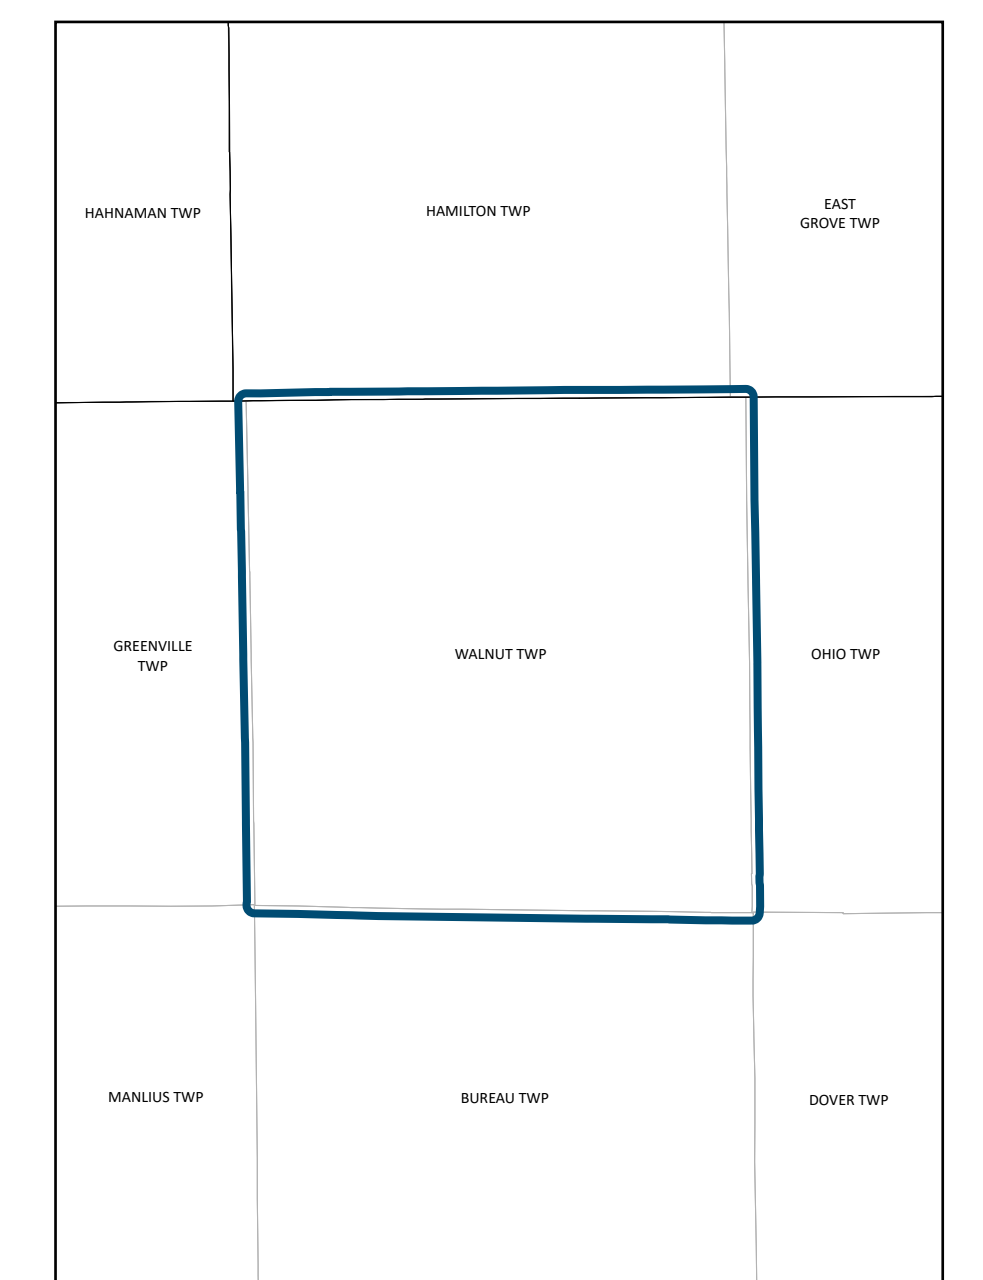 HAHNAMAN TWP
HAMILTON TWP
EAST
GROVE TWP
GREENVILLE
TWP
WALNUT TWP
OHIO TWP
MANLIUS TWP
BUREAU TWP
DOVER TWP